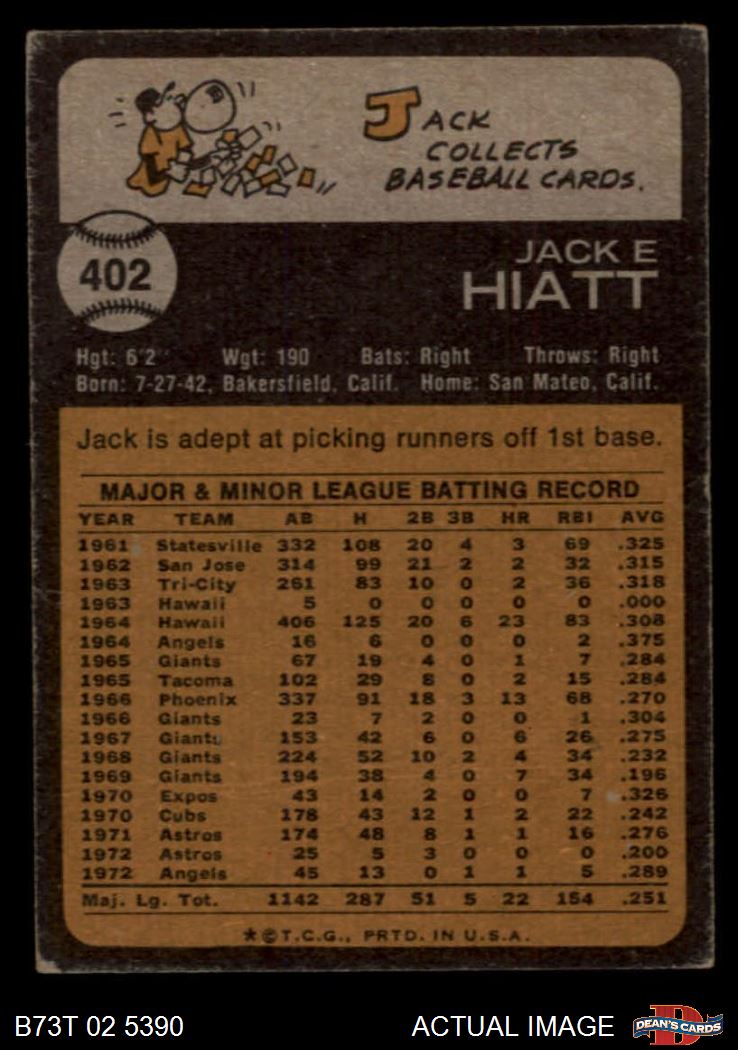 JACK
COLLECTS
BASEBALL CARDS.
402
JACK E
HIATT
Hgt: 6'2" Wgt: 190 Bats: Right Throws: Right
Born: 7-27-42, Bakersfield, Calif. Home: San Mateo, Calif.
Jack is adept at picking runners off 1st base.
MAJOR & MINOR LEAGUE BATTING RECORD
YEAR TEAM AB H 2B 3B HR RBI AVG
1961 Statesville 332 108 20 4 3 69 .325
1962 San Jose 314 99 21 2 2 32 .315
1963 Tri-City 261 83 10 0 2 36 .318
1963 Hawaii 5 0 0 0 0 0 .000
1964 Hawaii 406 125 20 6 23 83 .308
1964 Angels 16 6 0 0 0 2 .375
1965 Giants 67 19 4 0 1 7 .284
1965 Tacoma 102 29 8 0 2 15 .284
1966 Phoenix 337 91 18 3 13 68 .270
1966 Giants 23 7 2 0 0 1 .304
1967 Giants 153 42 6 0 6 26 .275
1968 Giants 224 52 10 2 4 34 .232
1969 Giants 194 38 4 0 7 34 .196
1970 Expos 43 14 2 0 0 7 .326
1970 Cubs 178 43 12 1 2 22 .242
1971 Astros 174 48 8 1 1 16 .276
1972 Astros 25 5 3 0 0 0 .200
1972 Angels 45 13 0 1 1 5 .289
Maj. Lg. Tot. 1142 287 51 5 22 154 .251
*©T.C.G., PRTD. IN U.S.A.
B73T 02 5390 ACTUAL IMAGE DEAN'S CARDS